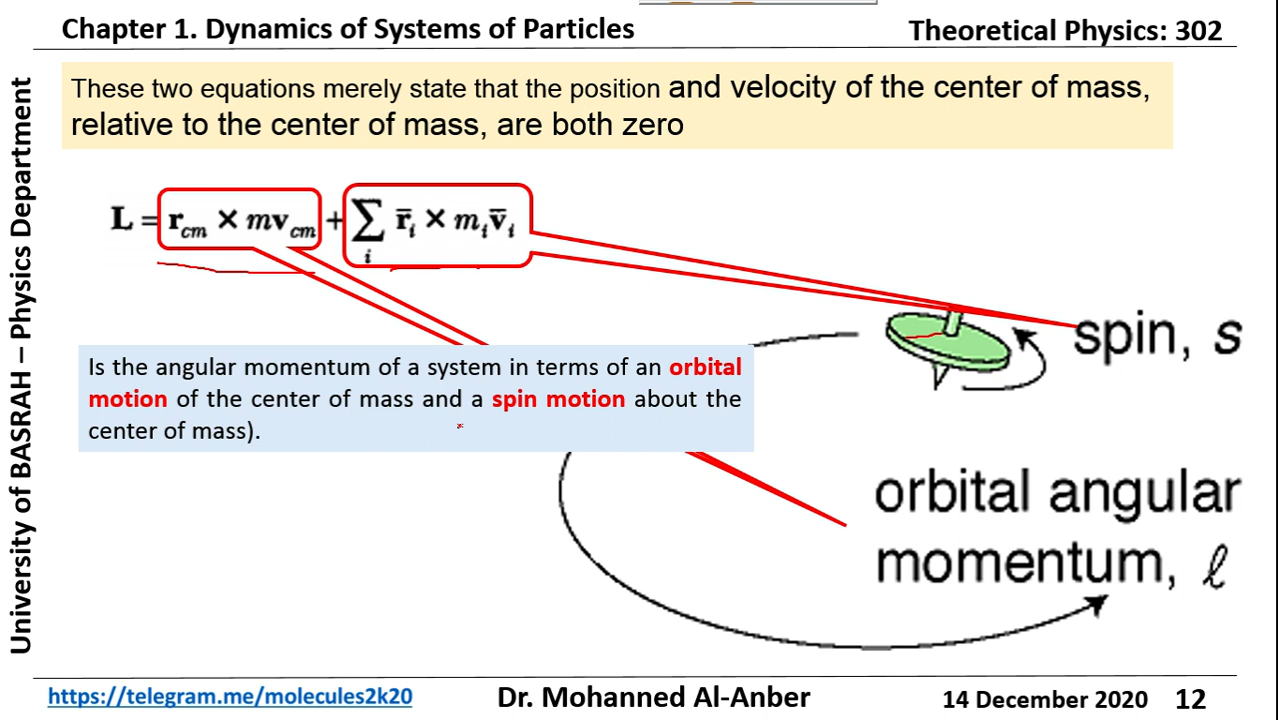 Chapter 1. Dynamics of Systems of Particles
Theoretical Physics: 302
University of BASRAH – Physics Department
These two equations merely state that the position and velocity of the center of mass,
relative to the center of mass, are both zero
L = r_cm × mv_cm + ∑_i r̄_i × m_i v̄_i
spin, s
Is the angular momentum of a system in terms of an orbital
motion of the center of mass and a spin motion about the
center of mass).
orbital angular
momentum, ℓ
https://telegram.me/molecules2k20
Dr. Mohanned Al-Anber
14 December 2020
12